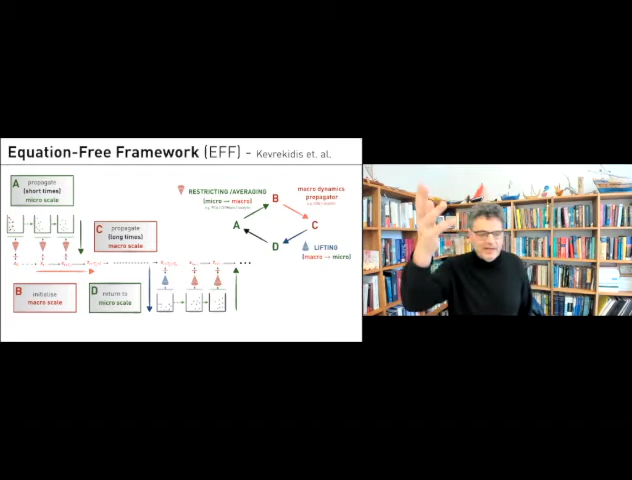 Equation-Free Framework (EFF) - Kevrekidis et. al.
A
propagate
(short times)
micro scale
RESTRICTING /AVERAGING
(micro → macro)
macro dynamics
propagator
B
C
propagate
(long times)
macro scale
A
C
D
LIFTING
(macro → micro)
B
initialise
macro scale
D
return to
micro scale